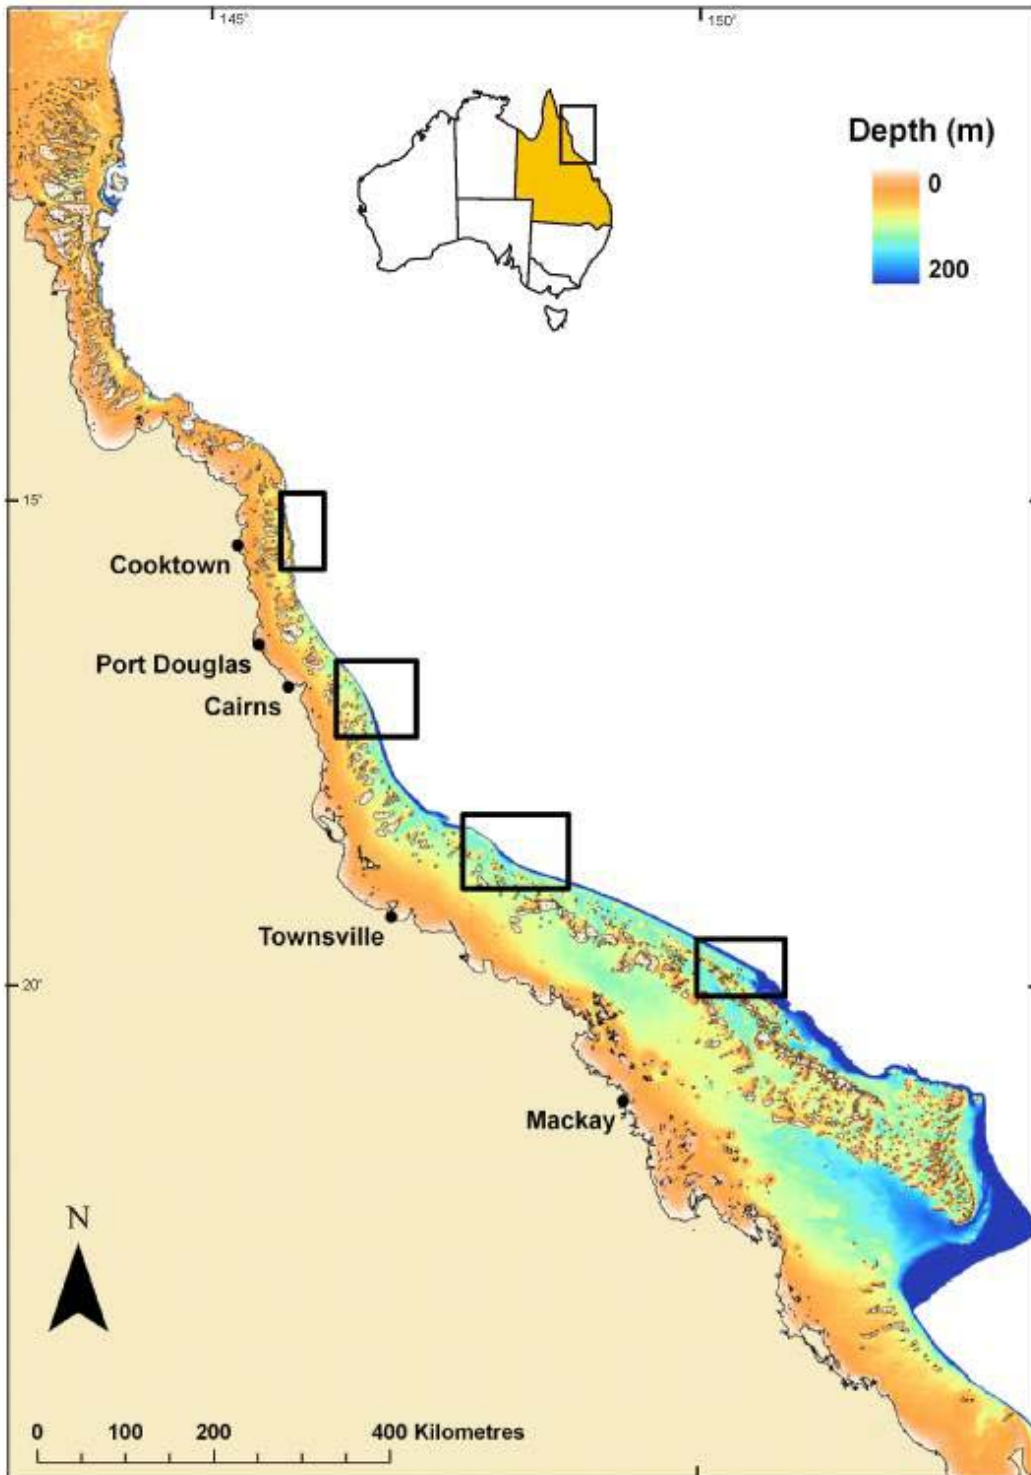 145°
150°
Depth (m)
0
200
15°
Cooktown
Port Douglas
Cairns
Townsville
20°
Mackay
N
0 100 200 400 Kilometres